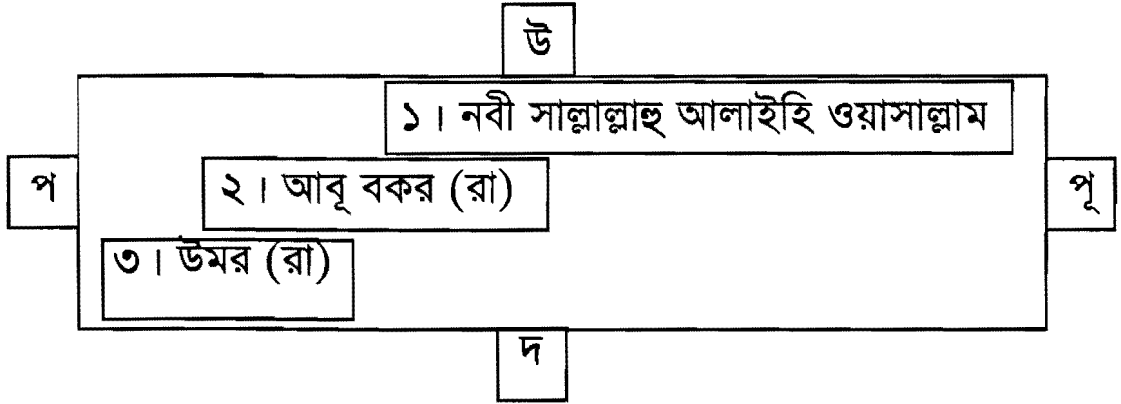 উ
১। নবী সাল্লাল্লাহু আলাইহি ওয়াসাল্লাম
প
২। আবূ বকর (রা)
পূ
৩। উমর (রা)
দ